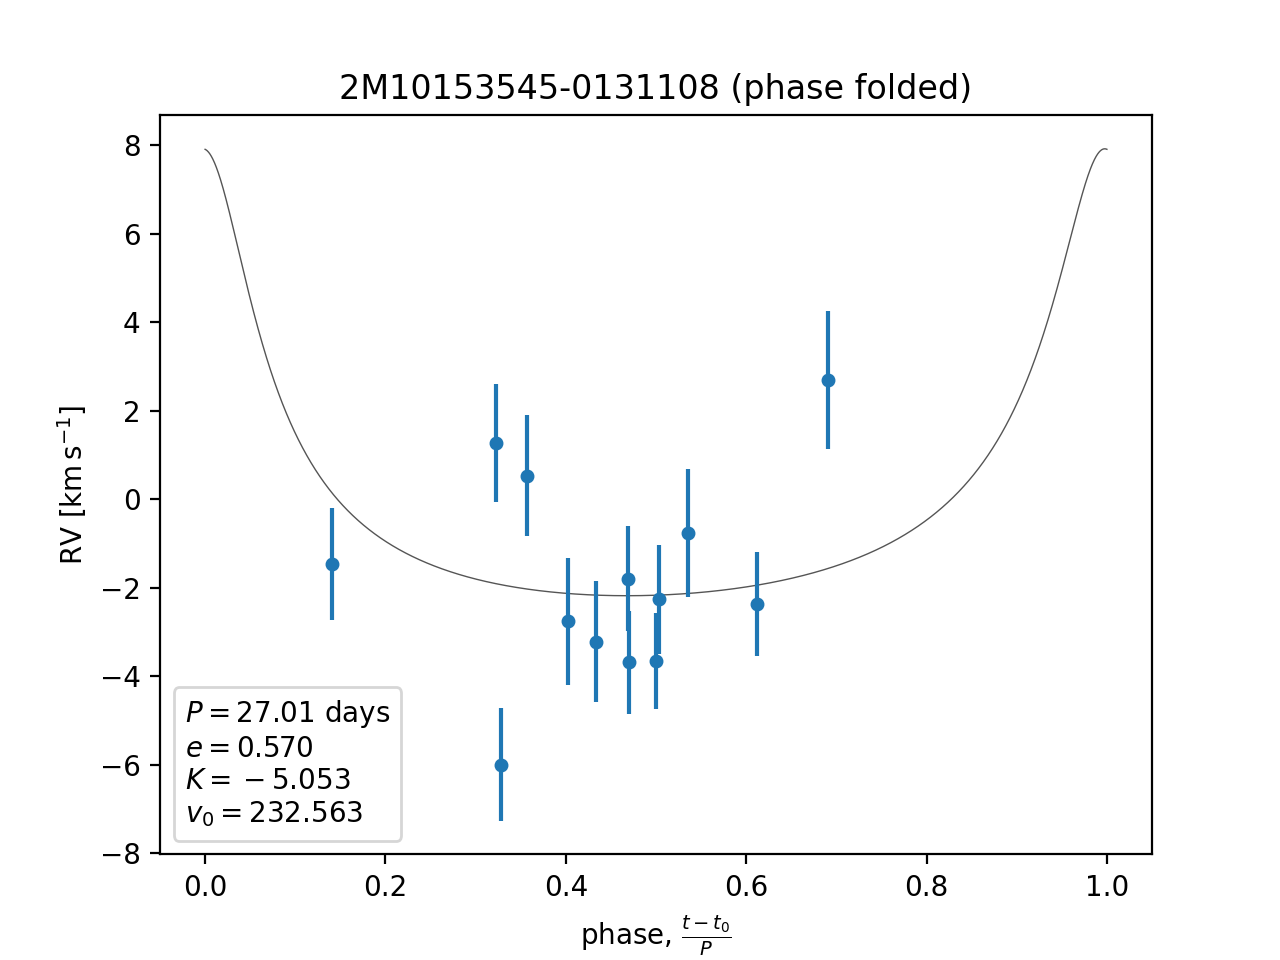 2M10153545-0131108 (phase folded)
RV [km s⁻¹]
8
6
4
2
0
−2
−4
−6
−8
P = 27.01 days
e = 0.570
K = −5.053
v₀ = 232.563
0.0 0.2 0.4 0.6 0.8 1.0
phase, (t − t₀)/P